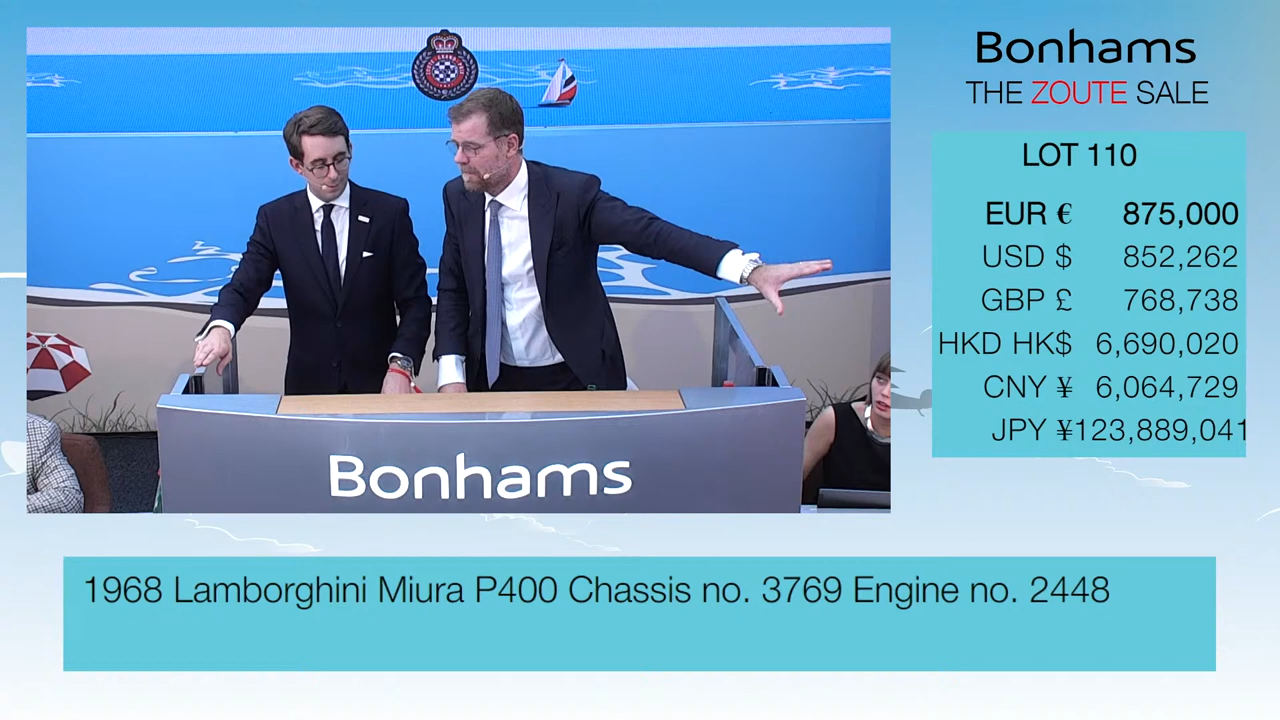 Bonhams
THE ZOUTE SALE
LOT 110
EUR € 875,000
USD $ 852,262
GBP £ 768,738
HKD HK$ 6,690,020
CNY ¥ 6,064,729
JPY ¥123,889,041
Bonhams
1968 Lamborghini Miura P400 Chassis no. 3769 Engine no. 2448